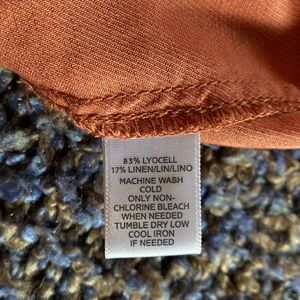 83% LYOCELL
17% LINEN/LIN/LINO
MACHINE WASH
COLD
ONLY NON-
CHLORINE BLEACH
WHEN NEEDED
TUMBLE DRY LOW
COOL IRON
IF NEEDED